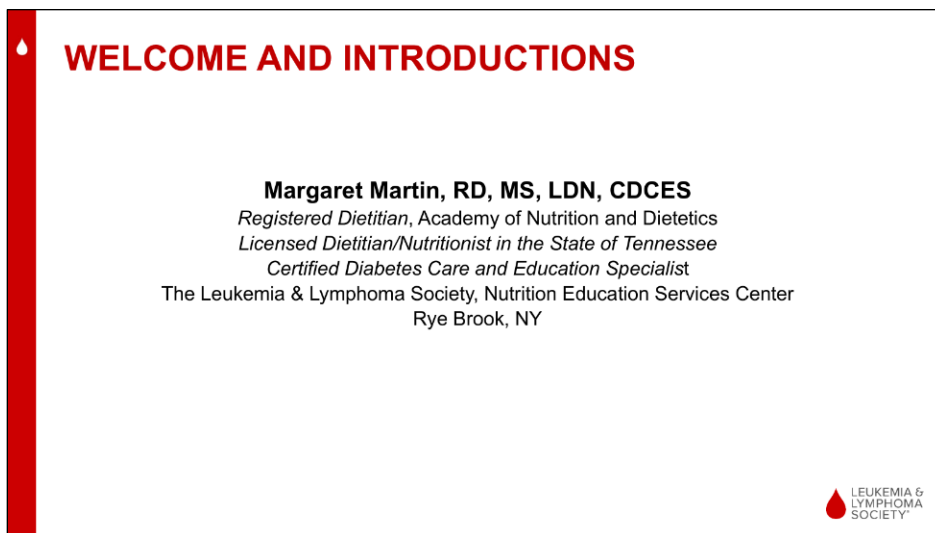 WELCOME AND INTRODUCTIONS
Margaret Martin, RD, MS, LDN, CDCES
Registered Dietitian, Academy of Nutrition and Dietetics
Licensed Dietitian/Nutritionist in the State of Tennessee
Certified Diabetes Care and Education Specialist
The Leukemia & Lymphoma Society, Nutrition Education Services Center
Rye Brook, NY
LEUKEMIA &
LYMPHOMA
SOCIETY®